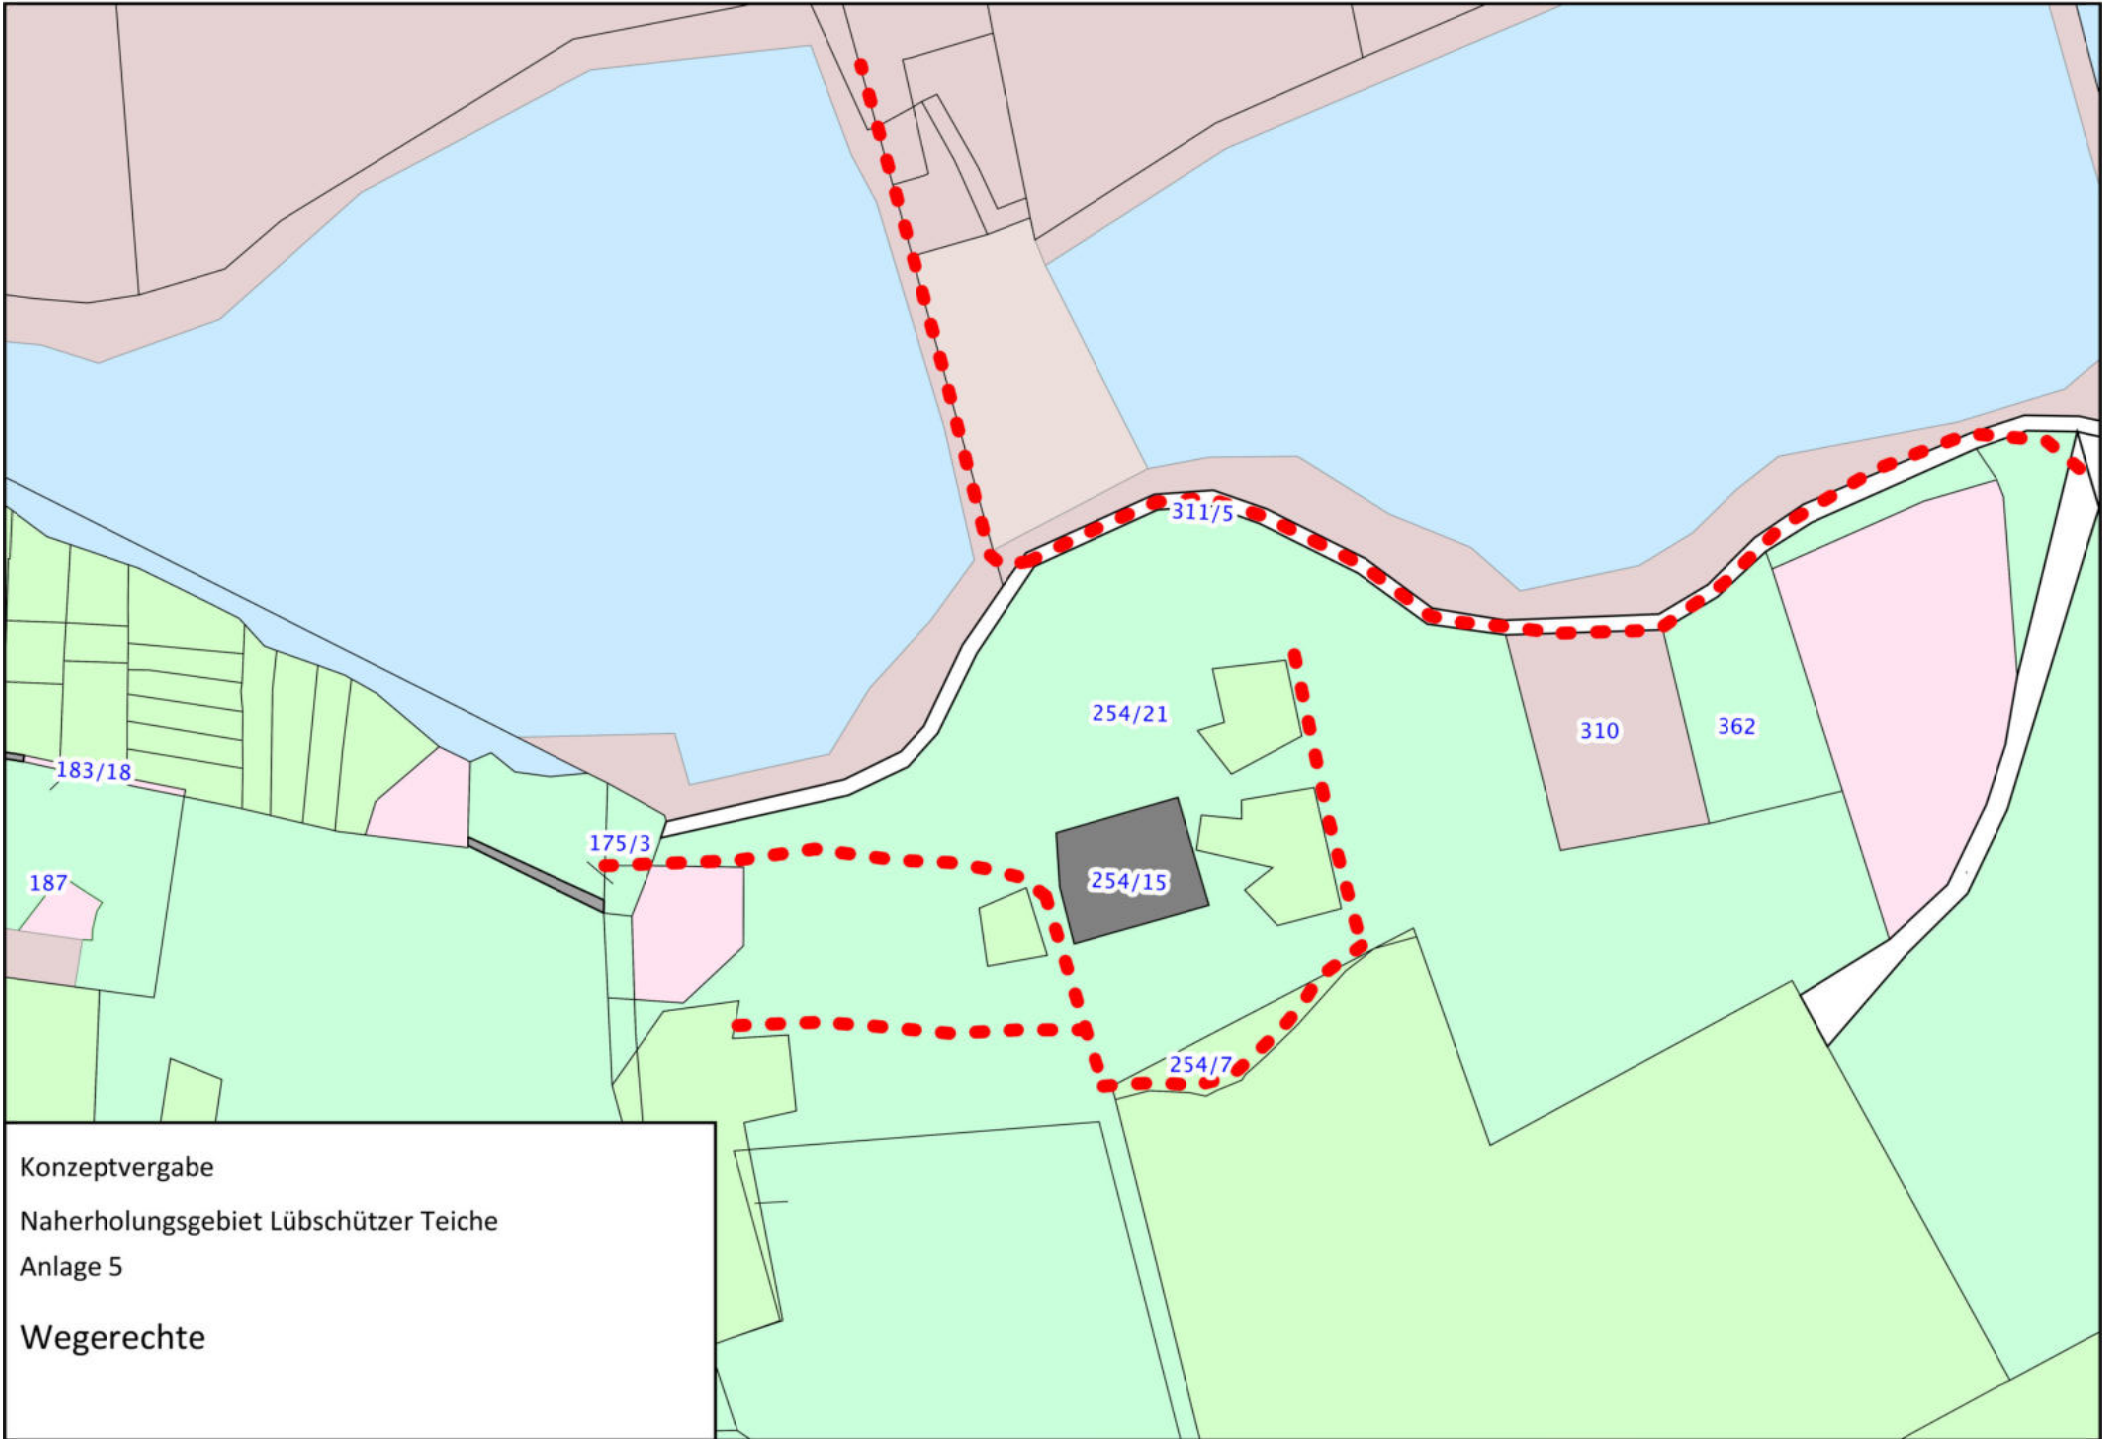 311/5
254/21
310
362
183/18
175/3
187
254/15
254/7
Konzeptvergabe
Naherholungsgebiet Lübschützer Teiche
Anlage 5
Wegerechte